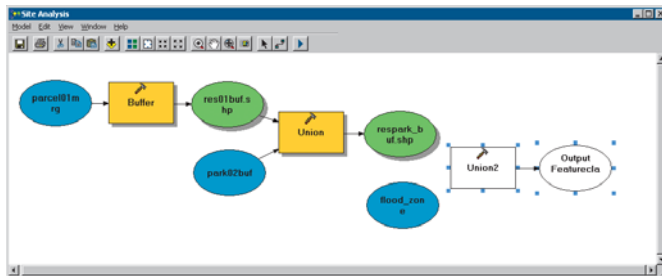 Site Analysis
Model Edit View Window Help
parcel01m
rg
Buffer
res01buf.s
hp
Union
park02buf
respark_b
uf.shp
flood_zon
e
Union2
Output
Featurecla